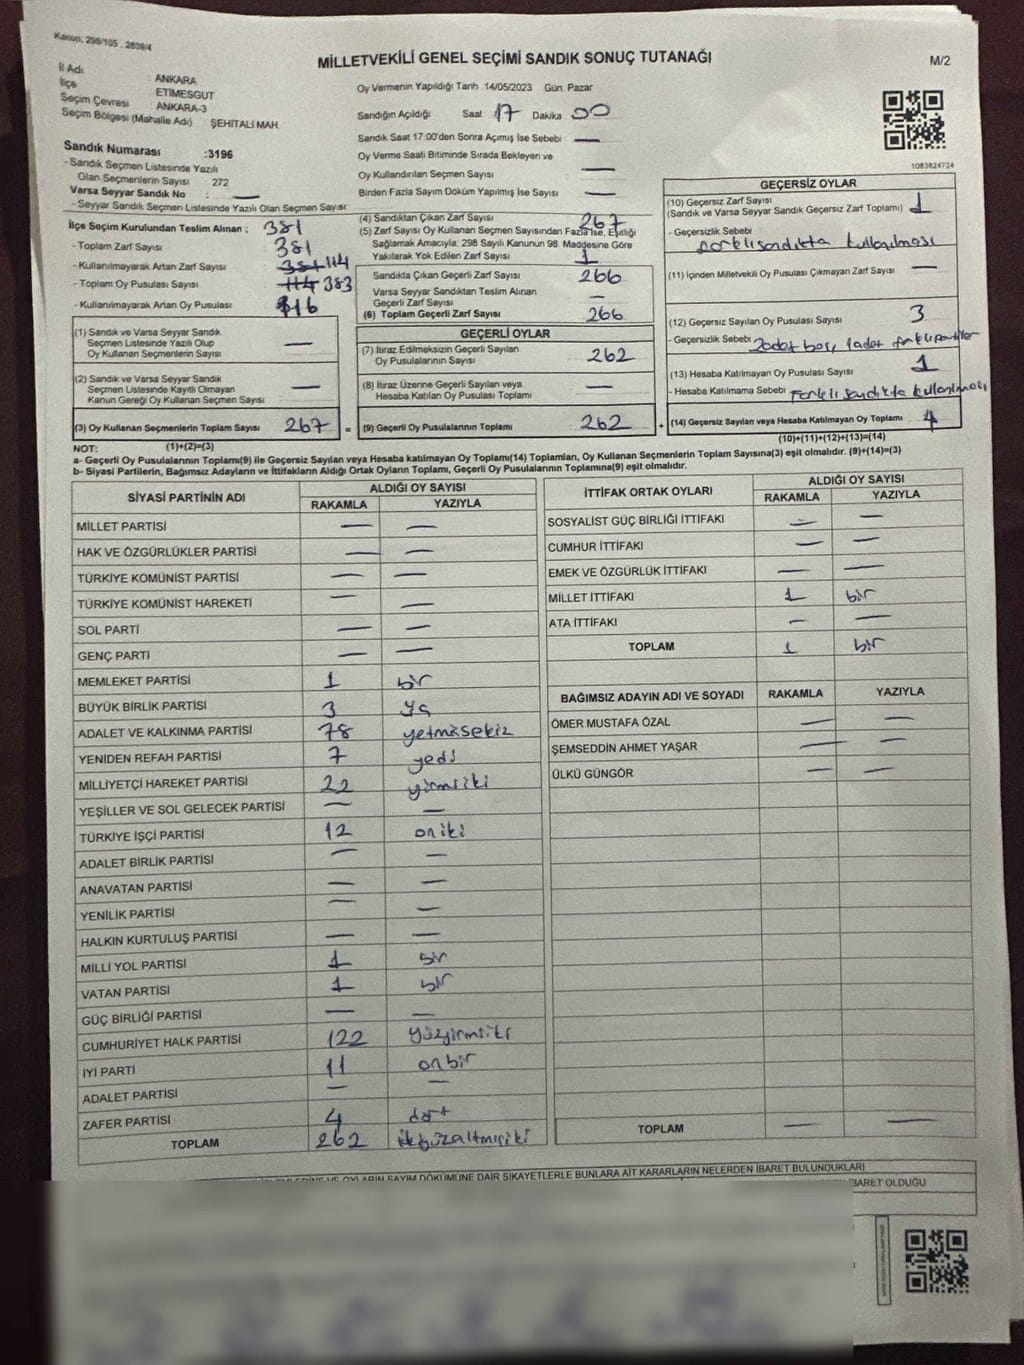 Kanun: 298/105 . 2839/4
MİLLETVEKİLİ GENEL SEÇİMİ SANDIK SONUÇ TUTANAĞI
M/2
İl Adı : ANKARA
İlçe : ETİMESGUT
Seçim Çevresi : ANKARA-3
Seçim Bölgesi (Mahalle Adı) : ŞEHİTALİ MAH.
Sandık Numarası :3196
- Sandık Seçmen Listesinde Yazılı
Olan Seçmenlerin Sayısı : 272
Varsa Seyyar Sandık No : —
- Seyyar Sandık Seçmen Listesinde Yazılı Olan Seçmen Sayısı:
Oy Vermenin Yapıldığı Tarih 14/05/2023 Gün: Pazar
Sandığın Açıldığı Saat 17 Dakika 00
Sandık Saat 17:00'den Sonra Açımış İse Sebebi —
Oy Verme Saati Bitiminde Sırada Bekleyen ve
Oy Kullandırılan Seçmen Sayısı —
Birden Fazla Sayım Döküm Yapılmış İse Sayısı —
1083824734
İlçe Seçim Kurulundan Teslim Alınan : 381
- Toplam Zarf Sayısı 381
- Kullanılmayarak Artan Zarf Sayısı : 381 114
- Toplam Oy Pusulası Sayısı : 114 383
- Kullanılmayarak Artan Oy Pusulası : 116
(4) Sandıktan Çıkan Zarf Sayısı 267
(5) Zarf Sayısı Oy Kullanan Seçmen Sayısından Fazla İse, Eşitliği
Sağlamak Amacıyla, 298 Sayılı Kanunun 98. Maddesine Göre
Yakılarak Yok Edilen Zarf Sayısı 1
Sandıkta Çıkan Geçerli Zarf Sayısı 266
Varsa Seyyar Sandıktan Teslim Alınan
Geçerli Zarf Sayısı —
(6) Toplam Geçerli Zarf Sayısı 266
GEÇERSİZ OYLAR
(10) Geçersiz Zarf Sayısı 1
(Sandık ve Varsa Seyyar Sandık Geçersiz Zarf Toplamı)
- Geçersizlik Sebebi
Farklı sandıkta kullanılması
(11) İçinden Milletvekili Oy Pusulası Çıkmayan Zarf Sayısı —
(12) Geçersiz Sayılan Oy Pusulası Sayısı 3
- Geçersizlik Sebebi 2adet boş, 1adet farklı partiler
(13) Hesaba Katılmayan Oy Pusulası Sayısı 1
- Hesaba Katılmama Sebebi Farklı sandıkta kullanılması
(14) Geçersiz Sayılan veya Hesaba Katılmayan Oy Toplamı 4
(10)+(11)+(12)+(13)=(14)
(1) Sandık ve Varsa Seyyar Sandık
Seçmen Listesinde Yazılı Olup
Oy Kullanan Seçmenlerin Sayısı —
(2) Sandık ve Varsa Seyyar Sandık
Seçmen Listesinde Kayıtlı Olmayan
Kanun Gereği Oy Kullanan Seçmen Sayısı —
(3) Oy Kullanan Seçmenlerin Toplam Sayısı 267 =
(1)+(2)=(3)
GEÇERLİ OYLAR
(7) İtiraz Edilmeksizin Geçerli Sayılan
Oy Pusulasının Sayısı 262
(8) İtiraz Üzerine Geçerli Sayılan veya
Hesaba Katılan Oy Pusulası Toplamı —
(9) Geçerli Oy Pusulalarının Toplamı 262 +
NOT:
a- Geçerli Oy Pusulalarının Toplamı(9) ile Geçersiz Sayılan veya Hesaba katılmayan Oy Toplamı(14) Toplamları, Oy Kullanan Seçmenlerin Toplam Sayısına(3) eşit olmalıdır. (9)+(14)=(3)
b- Siyasi Partilerin, Bağımsız Adayların ve İttifakların Aldığı Ortak Oyların Toplamı, Geçerli Oy Pusulalarının Toplamına(9) eşit olmalıdır.
SİYASİ PARTİNİN ADI ALDIĞI OY SAYISI
RAKAMLA YAZIYLA
MİLLET PARTİSİ — —
HAK VE ÖZGÜRLÜKLER PARTİSİ — —
TÜRKİYE KOMÜNİST PARTİSİ — —
TÜRKİYE KOMÜNİST HAREKETİ — —
SOL PARTİ — —
GENÇ PARTİ — —
MEMLEKET PARTİSİ 1 bir
BÜYÜK BİRLİK PARTİSİ 3 üç
ADALET VE KALKINMA PARTİSİ 78 yetmişsekiz
YENİDEN REFAH PARTİSİ 7 yedi
MİLLİYETÇİ HAREKET PARTİSİ 22 yirmiiki
YEŞİLLER VE SOL GELECEK PARTİSİ — —
TÜRKİYE İŞÇİ PARTİSİ 12 oniki
ADALET BİRLİK PARTİSİ — —
ANAVATAN PARTİSİ — —
YENİLİK PARTİSİ — —
HALKIN KURTULUŞ PARTİSİ — —
MİLLİ YOL PARTİSİ 1 bir
VATAN PARTİSİ 1 bir
GÜÇ BİRLİĞİ PARTİSİ — —
CUMHURİYET HALK PARTİSİ 122 Yüzyirmiiki
İYİ PARTİ 11 onbir
ADALET PARTİSİ — —
ZAFER PARTİSİ 4 dört
TOPLAM 262 ikiyüzaltmışiki
İTTİFAK ORTAK OYLARI ALDIĞI OY SAYISI
RAKAMLA YAZIYLA
SOSYALİST GÜÇ BİRLİĞİ İTTİFAKI — —
CUMHUR İTTİFAKI — —
EMEK VE ÖZGÜRLÜK İTTİFAKI — —
MİLLET İTTİFAKI 1 bir
ATA İTTİFAKI — —
TOPLAM 1 bir
BAĞIMSIZ ADAYIN ADI VE SOYADI RAKAMLA YAZIYLA
ÖMER MUSTAFA ÖZAL — —
ŞEMSEDDİN AHMET YAŞAR — —
ÜLKÜ GÜNGÖR — —
TOPLAM — —
OYLARIN SAYIM DÖKÜMÜNE DAİR ŞİKAYETLERLE BUNLARA AİT KARARLARIN NELERDEN İBARET BULUNDUKLARI
İBARET OLDUĞU